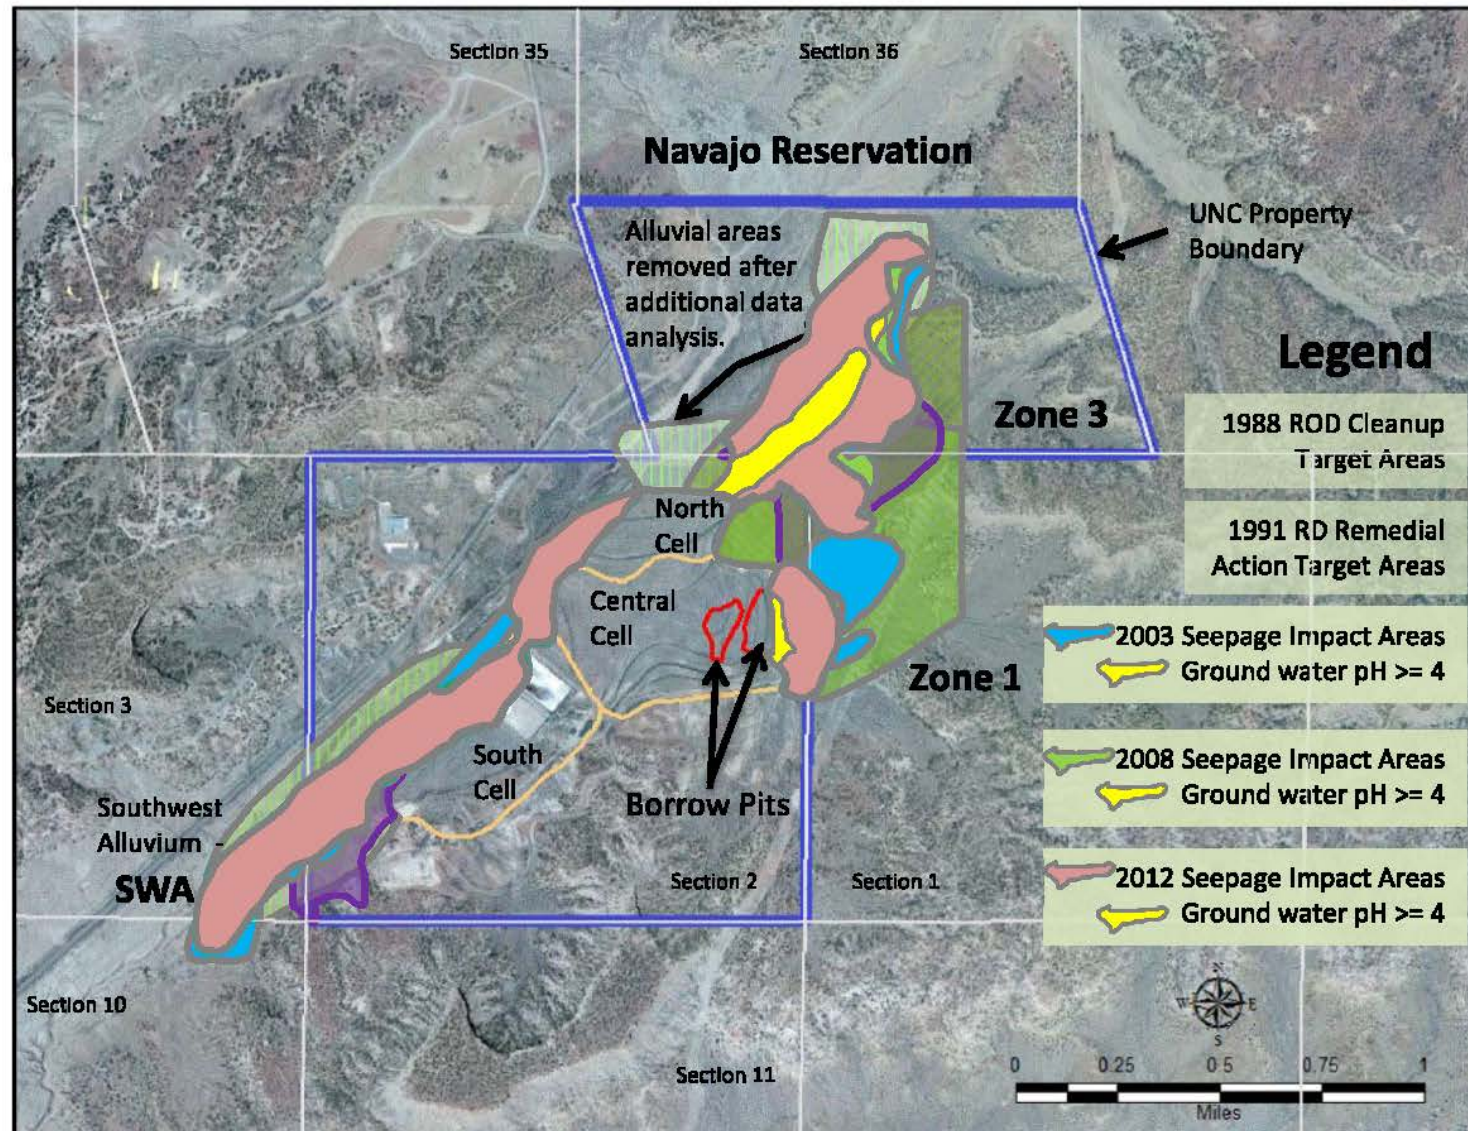 Section 35
Section 36
Navajo Reservation
Alluvial areas
removed after
additional data
analysis.
UNC Property
Boundary
Legend
Zone 3
1988 ROD Cleanup
Target Areas
1991 RD Remedial
Action Target Areas
North
Cell
Central
Cell
2003 Seepage Impact Areas
Ground water pH >= 4
Zone 1
Section 3
South
Cell
2008 Seepage Impact Areas
Ground water pH >= 4
Borrow Pits
Southwest
Alluvium -
SWA
Section 2
Section 1
2012 Seepage Impact Areas
Ground water pH >= 4
Section 10
N
W E
S
Section 11
0 0.25 0 5 0.75 1
Miles